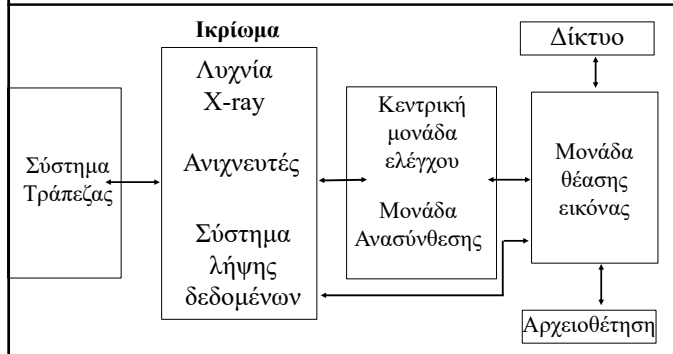 Ικρίωμα
Σύστημα
Τράπεζας
Λυχνία
X-ray
Ανιχνευτές
Σύστημα
λήψης
δεδομένων
Κεντρική
μονάδα
ελέγχου
Μονάδα
Ανασύνθεσης
Δίκτυο
Μονάδα
θέασης
εικόνας
Αρχειοθέτηση